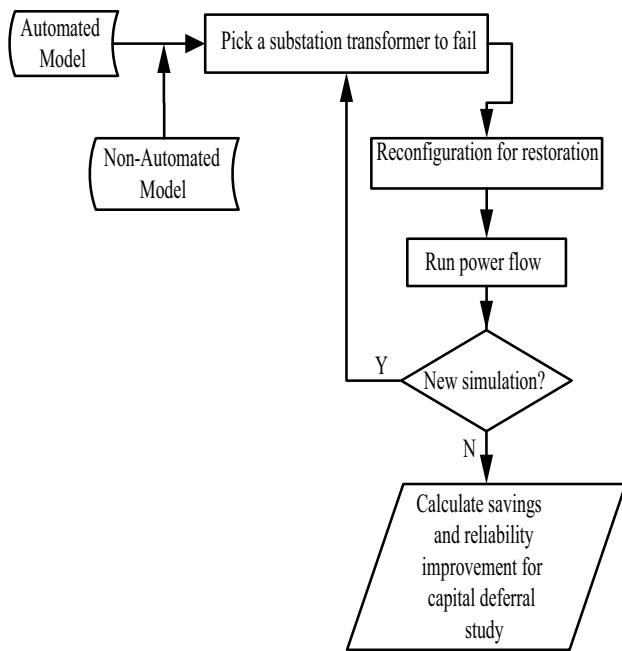 Automated
Model
Pick a substation transformer to fail
Non-Automated
Model
Reconfiguration for restoration
Run power flow
Y
New simulation?
N
Calculate savings
and reliability
improvement for
capital deferral
study